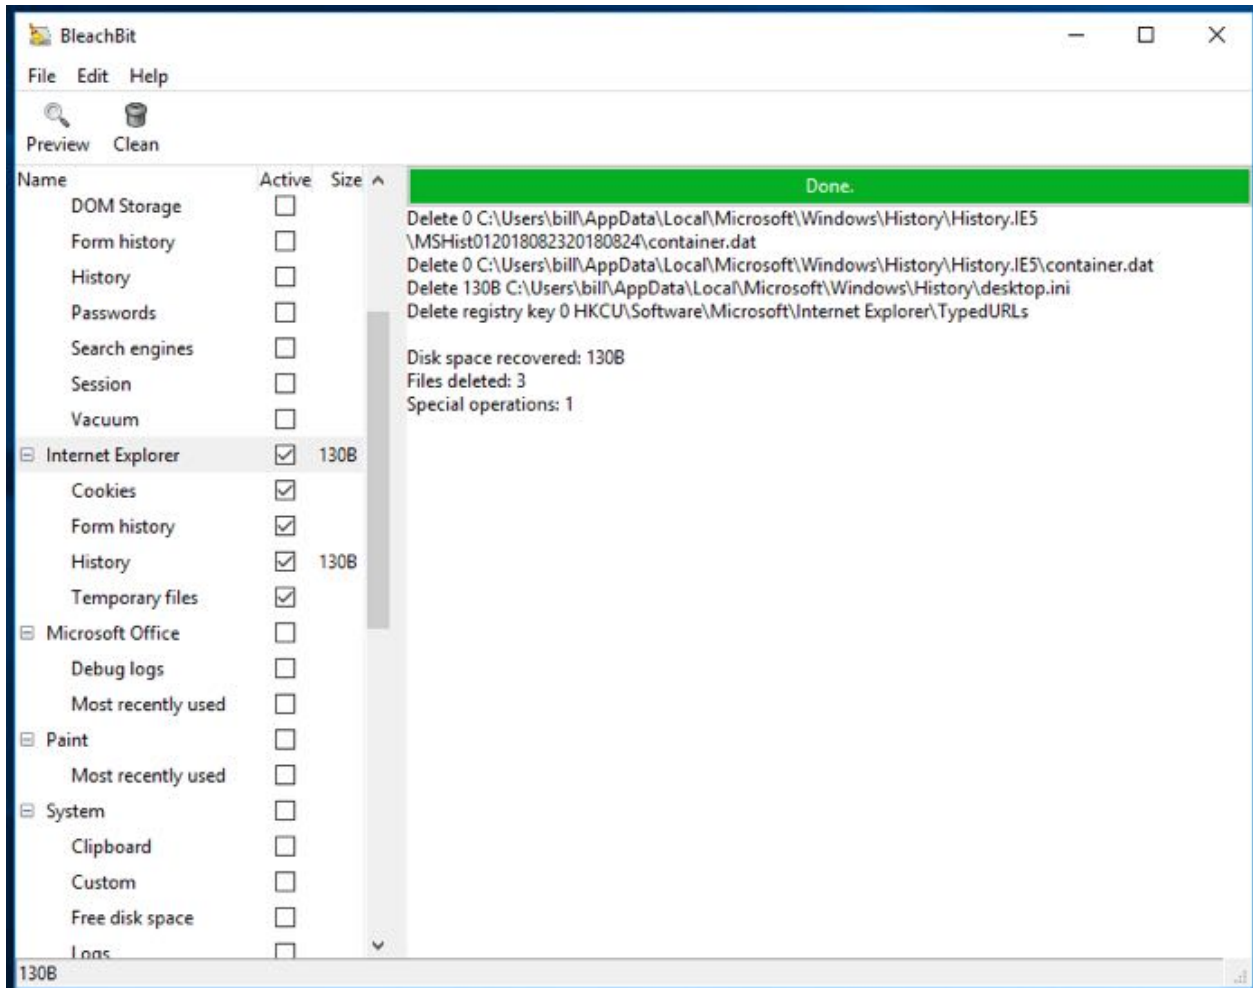 BleachBit
File Edit Help
Preview Clean
Name Active Size
DOM Storage
Form history
History
Passwords
Search engines
Session
Vacuum
Internet Explorer 130B
Cookies
Form history
History 130B
Temporary files
Microsoft Office
Debug logs
Most recently used
Paint
Most recently used
System
Clipboard
Custom
Free disk space
Logs
Done.
Delete 0 C:\Users\bill\AppData\Local\Microsoft\Windows\History\History.IE5
\MSHist012018082320180824\container.dat
Delete 0 C:\Users\bill\AppData\Local\Microsoft\Windows\History\History.IE5\container.dat
Delete 130B C:\Users\bill\AppData\Local\Microsoft\Windows\History\desktop.ini
Delete registry key 0 HKCU\Software\Microsoft\Internet Explorer\TypedURLs
Disk space recovered: 130B
Files deleted: 3
Special operations: 1
130B